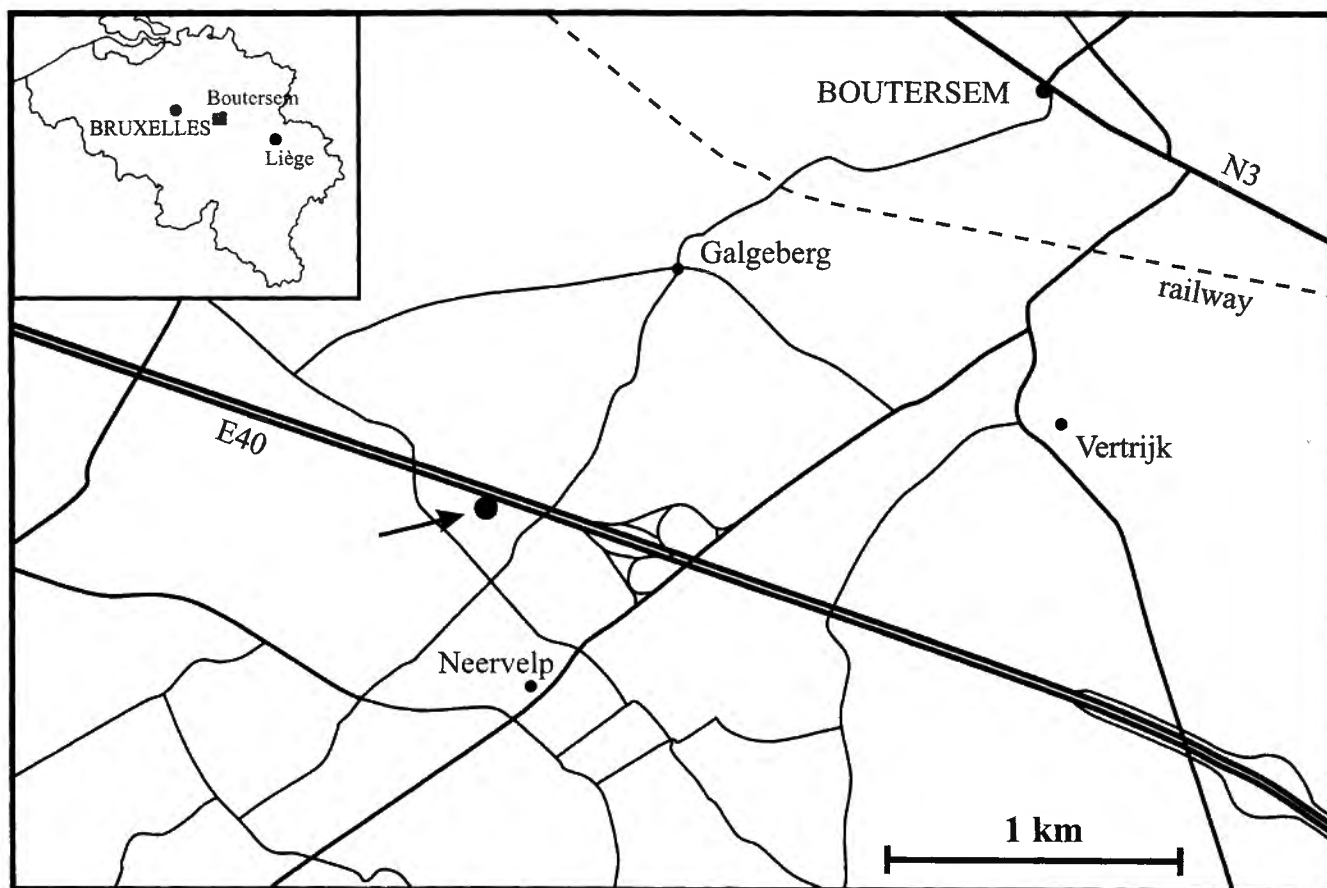 Boutersem
BRUXELLES
Liège
BOUTERSEM
N3
Galgeberg
railway
E40
Vertrijk
Neervelp
1 km